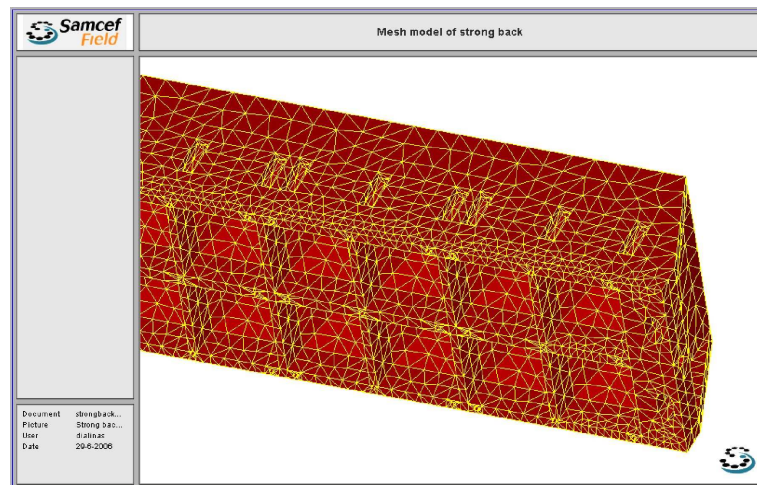 Samcef
Field
Mesh model of strong back
Document strongback...
Picture Strong bac...
User dialinas
Date 29-6-2006